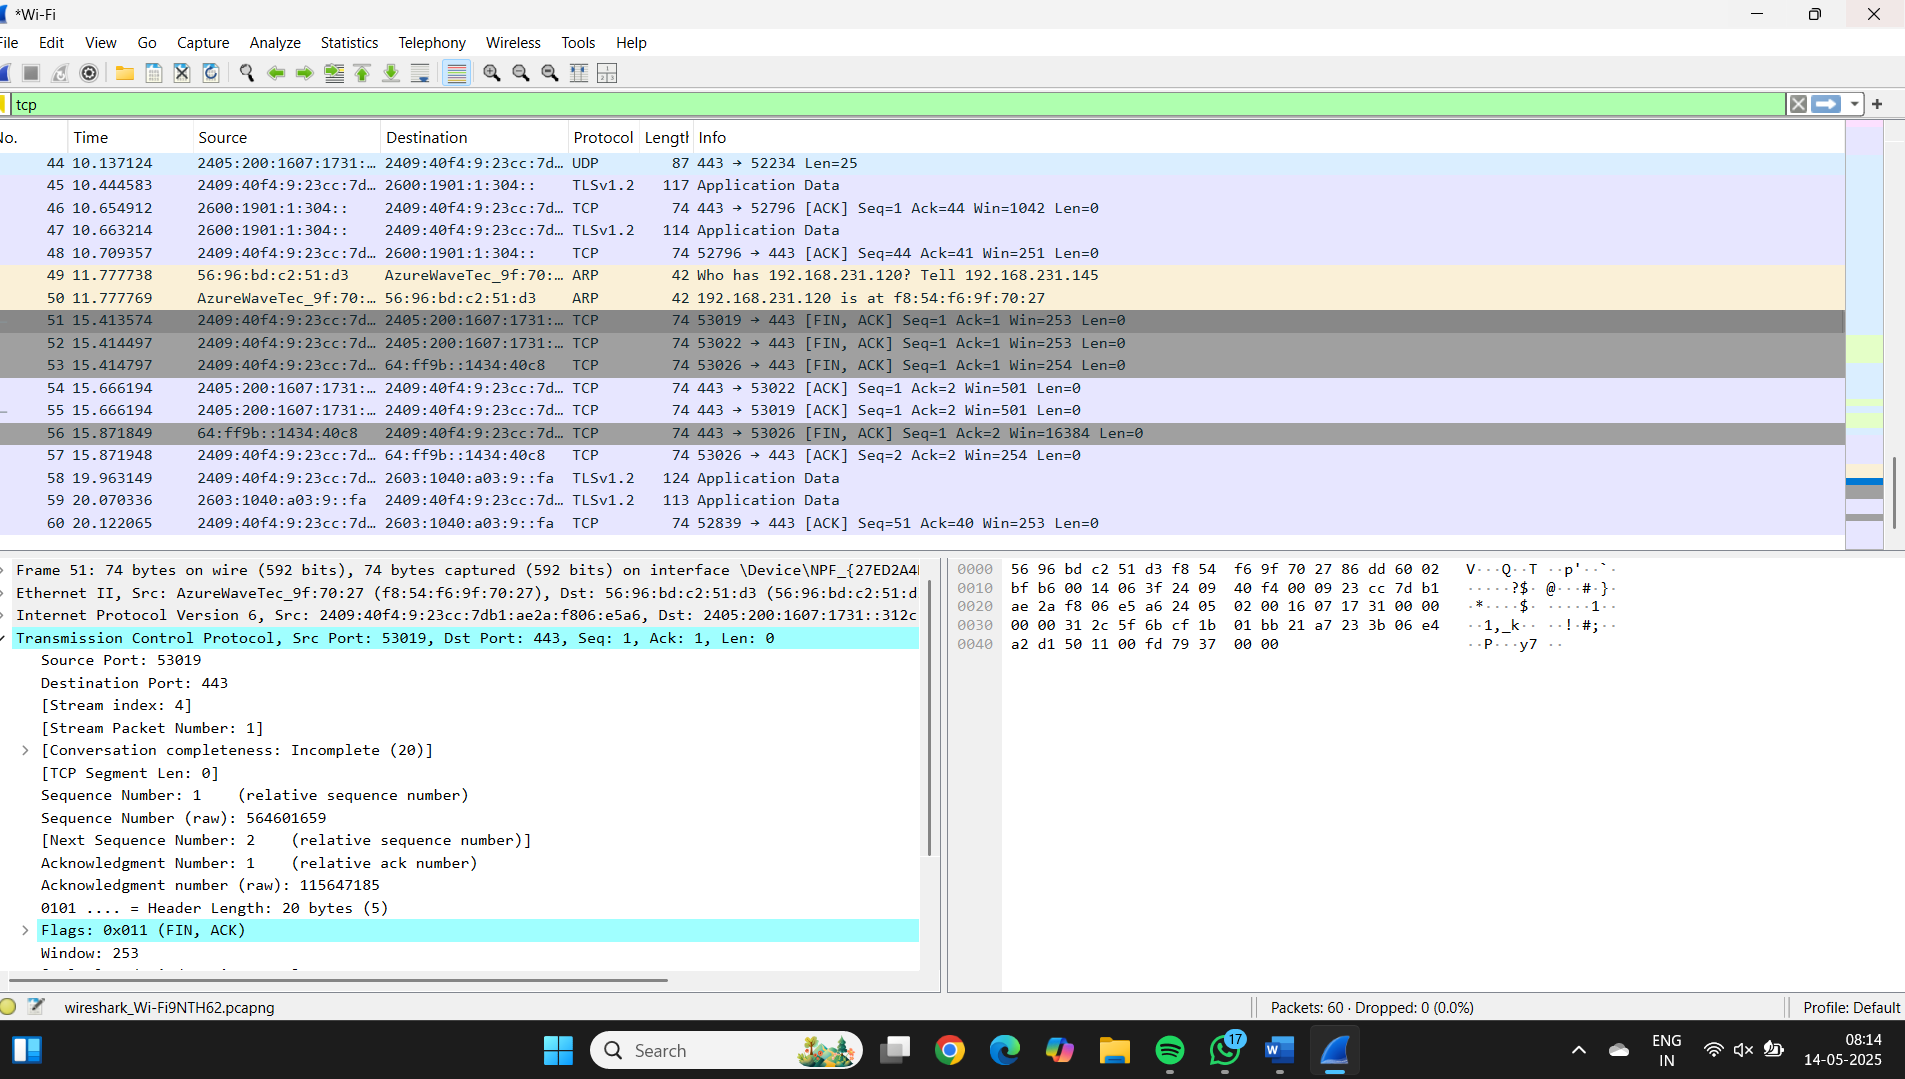 *Wi-Fi
File Edit View Go Capture Analyze Statistics Telephony Wireless Tools Help
tcp
No. Time Source Destination Protocol Length Info
44 10.137124 2405:200:1607:1731:… 2409:40f4:9:23cc:7d… UDP 87 443 → 52234 Len=25
45 10.444583 2409:40f4:9:23cc:7d… 2600:1901:1:304:: TLSv1.2 117 Application Data
46 10.654912 2600:1901:1:304:: 2409:40f4:9:23cc:7d… TCP 74 443 → 52796 [ACK] Seq=1 Ack=44 Win=1042 Len=0
47 10.663214 2600:1901:1:304:: 2409:40f4:9:23cc:7d… TLSv1.2 114 Application Data
48 10.709357 2409:40f4:9:23cc:7d… 2600:1901:1:304:: TCP 74 52796 → 443 [ACK] Seq=44 Ack=41 Win=251 Len=0
49 11.777738 56:96:bd:c2:51:d3 AzureWaveTec_9f:70:… ARP 42 Who has 192.168.231.120? Tell 192.168.231.145
50 11.777769 AzureWaveTec_9f:70:… 56:96:bd:c2:51:d3 ARP 42 192.168.231.120 is at f8:54:f6:9f:70:27
51 15.413574 2409:40f4:9:23cc:7d… 2405:200:1607:1731:… TCP 74 53019 → 443 [FIN, ACK] Seq=1 Ack=1 Win=253 Len=0
52 15.414497 2409:40f4:9:23cc:7d… 2405:200:1607:1731:… TCP 74 53022 → 443 [FIN, ACK] Seq=1 Ack=1 Win=253 Len=0
53 15.414797 2409:40f4:9:23cc:7d… 64:ff9b::1434:40c8 TCP 74 53026 → 443 [FIN, ACK] Seq=1 Ack=1 Win=254 Len=0
54 15.666194 2405:200:1607:1731:… 2409:40f4:9:23cc:7d… TCP 74 443 → 53022 [ACK] Seq=1 Ack=2 Win=501 Len=0
55 15.666194 2405:200:1607:1731:… 2409:40f4:9:23cc:7d… TCP 74 443 → 53019 [ACK] Seq=1 Ack=2 Win=501 Len=0
56 15.871849 64:ff9b::1434:40c8 2409:40f4:9:23cc:7d… TCP 74 443 → 53026 [FIN, ACK] Seq=1 Ack=2 Win=16384 Len=0
57 15.871948 2409:40f4:9:23cc:7d… 64:ff9b::1434:40c8 TCP 74 53026 → 443 [ACK] Seq=2 Ack=2 Win=254 Len=0
58 19.963149 2409:40f4:9:23cc:7d… 2603:1040:a03:9::fa TLSv1.2 124 Application Data
59 20.070336 2603:1040:a03:9::fa 2409:40f4:9:23cc:7d… TLSv1.2 113 Application Data
60 20.122065 2409:40f4:9:23cc:7d… 2603:1040:a03:9::fa TCP 74 52839 → 443 [ACK] Seq=51 Ack=40 Win=253 Len=0
Frame 51: 74 bytes on wire (592 bits), 74 bytes captured (592 bits) on interface \Device\NPF_{27ED2A4
Ethernet II, Src: AzureWaveTec_9f:70:27 (f8:54:f6:9f:70:27), Dst: 56:96:bd:c2:51:d3 (56:96:bd:c2:51:d
Internet Protocol Version 6, Src: 2409:40f4:9:23cc:7db1:ae2a:f806:e5a6, Dst: 2405:200:1607:1731::312c
Transmission Control Protocol, Src Port: 53019, Dst Port: 443, Seq: 1, Ack: 1, Len: 0
Source Port: 53019
Destination Port: 443
[Stream index: 4]
[Stream Packet Number: 1]
[Conversation completeness: Incomplete (20)]
[TCP Segment Len: 0]
Sequence Number: 1 (relative sequence number)
Sequence Number (raw): 564601659
[Next Sequence Number: 2 (relative sequence number)]
Acknowledgment Number: 1 (relative ack number)
Acknowledgment number (raw): 115647185
0101 .... = Header Length: 20 bytes (5)
Flags: 0x011 (FIN, ACK)
Window: 253
0000 56 96 bd c2 51 d3 f8 54 f6 9f 70 27 86 dd 60 02 V···Q··T ··p'··`·
0010 bf b6 00 14 06 3f 24 09 40 f4 00 09 23 cc 7d b1 ·····?$· @···#·}·
0020 ae 2a f8 06 e5 a6 24 05 02 00 16 07 17 31 00 00 ·*····$· ·····1··
0030 00 00 31 2c 5f 6b cf 1b 01 bb 21 a7 23 3b 06 e4 ··1,_k·· ··!·#;··
0040 a2 d1 50 11 00 fd 79 37 00 00 ··P···y7 ··
wireshark_Wi-Fi9NTH62.pcapng
Packets: 60 · Dropped: 0 (0.0%)
Profile: Default
Search
17
ENG
IN
08:14
14-05-2025